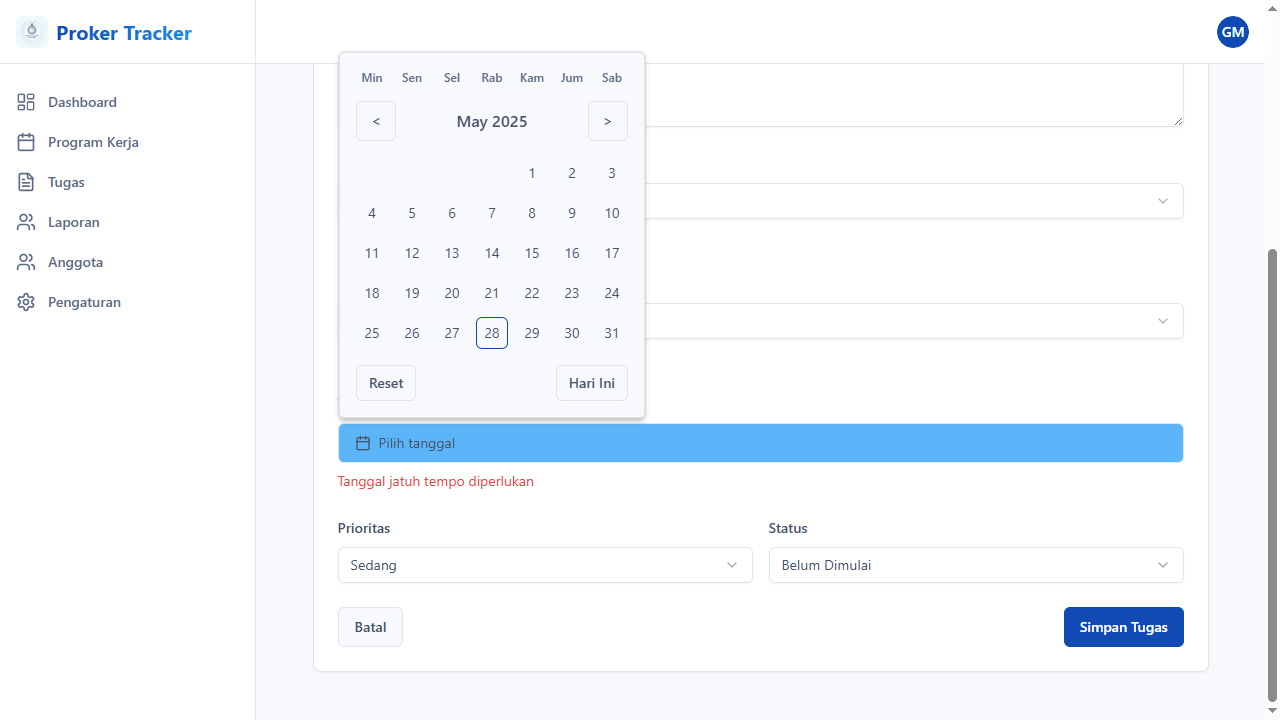 Proker Tracker
GM
Dashboard
Program Kerja
Tugas
Laporan
Anggota
Pengaturan
Min Sen Sel Rab Kam Jum Sab
< May 2025 >
1 2 3
4 5 6 7 8 9 10
11 12 13 14 15 16 17
18 19 20 21 22 23 24
25 26 27 28 29 30 31
Reset Hari Ini
Pilih tanggal
Tanggal jatuh tempo diperlukan
Prioritas Status
Sedang Belum Dimulai
Batal Simpan Tugas